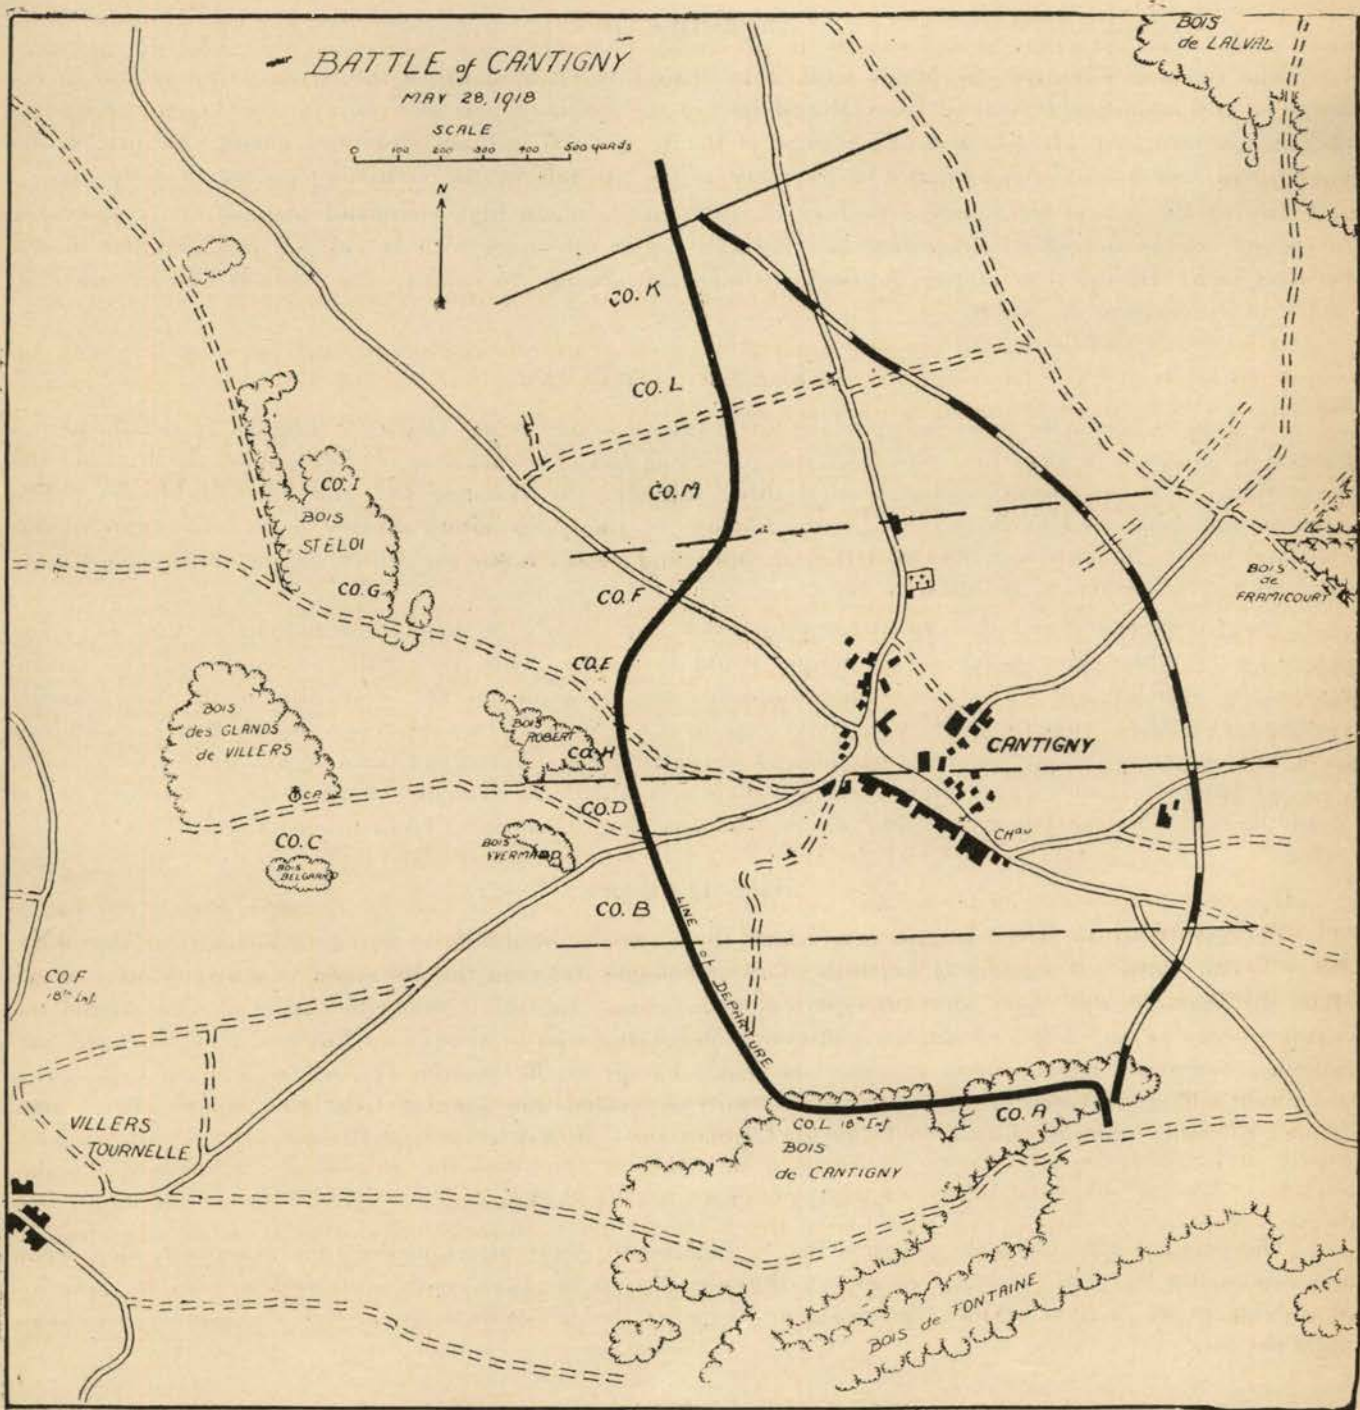 BATTLE of CANTIGNY
MAY 28, 1918
SCALE
0 100 200 300 400 500 yards
N
BOIS
de LALVAL
CO. K
CO. L
CO. M
CO. I
BOIS
ST ELOI
CO. G
CO. F
CO. E
BOIS
de
FRAMICOURT
BOIS
des GLANDS
de VILLERS
BOIS
ROBERT
CO. H
CANTIGNY
C.P.
CO. D
CO. C
BOIS
BELGRAND
BOIS
YVERMARD
CHau
CO. B
LINE of DEPARTURE
CO. F
18th Inf.
VILLERS
TOURNELLE
CO. L 18th Inf
CO. A
BOIS
de CANTIGNY
BOIS de FONTAINE